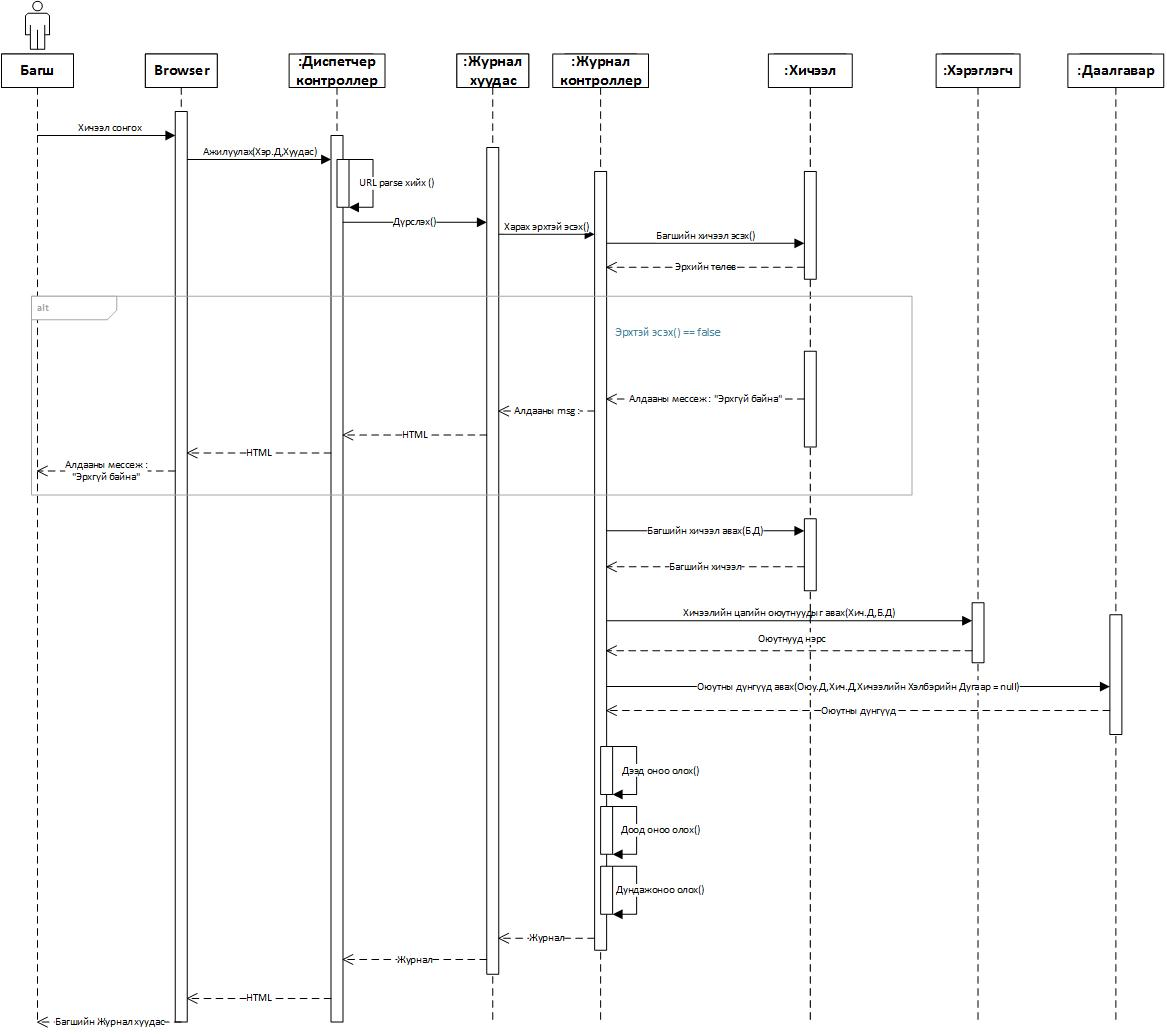 Багш
Browser
:Диспетчер
контроллер
:Журнал
хуудас
:Журнал
контроллер
:Хичээл
:Хэрэглэгч
:Даалгавар
Хичээл сонгох
Ажилуулах(Хэр.Д,Хуудас)
URL parse хийх ()
Дүрслэх()
Харах эрхтэй эсэх()
Багшийн хичээл эсэх()
Эрхийн төлөв
alt
Эрхтэй эсэх() == false
Алдааны мессеж : "Эрхгүй байна"
Алдааны msg :
HTML
HTML
Алдааны мессеж :
"Эрхгүй байна"
Багшийн хичээл авах(Б.Д)
Багшийн хичээл
Хичээлийн цагийн оюутнуудыг авах(Хич.Д,Б.Д)
Оюутнууд нэрс
Оюутны дүнгүүд авах(Оюу.Д,Хич.Д,Хичээлийн Хэлбэрийн Дугаар = null)
Оюутны дүнгүүд
Дээд оноо олох()
Доод оноо олох()
Дундажоноо олох()
Журнал
Журнал
HTML
Багшийн Журнал хуудас